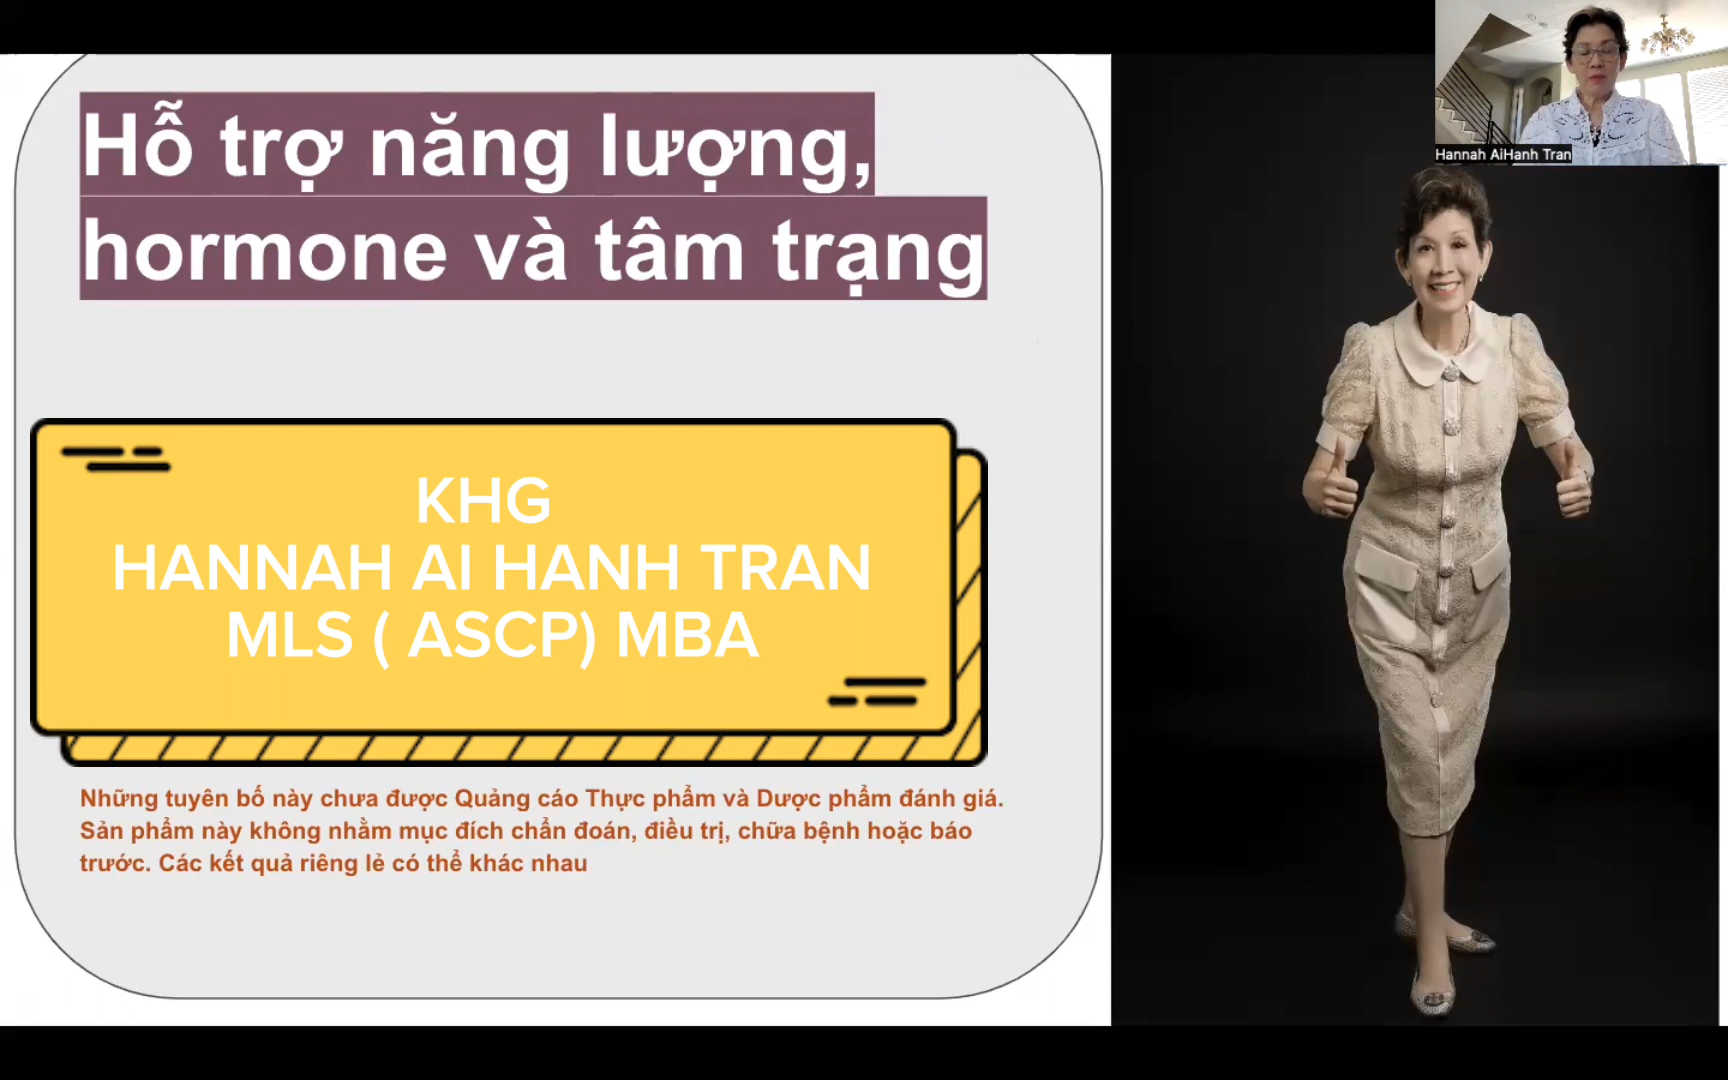 Hỗ trợ năng lượng,
hormone và tâm trạng
KHG
HANNAH AI HANH TRAN
MLS ( ASCP) MBA
Những tuyên bố này chưa được Quảng cáo Thực phẩm và Dược phẩm đánh giá.
Sản phẩm này không nhằm mục đích chẩn đoán, điều trị, chữa bệnh hoặc báo
trước. Các kết quả riêng lẻ có thể khác nhau
Hannah AiHanh Tran